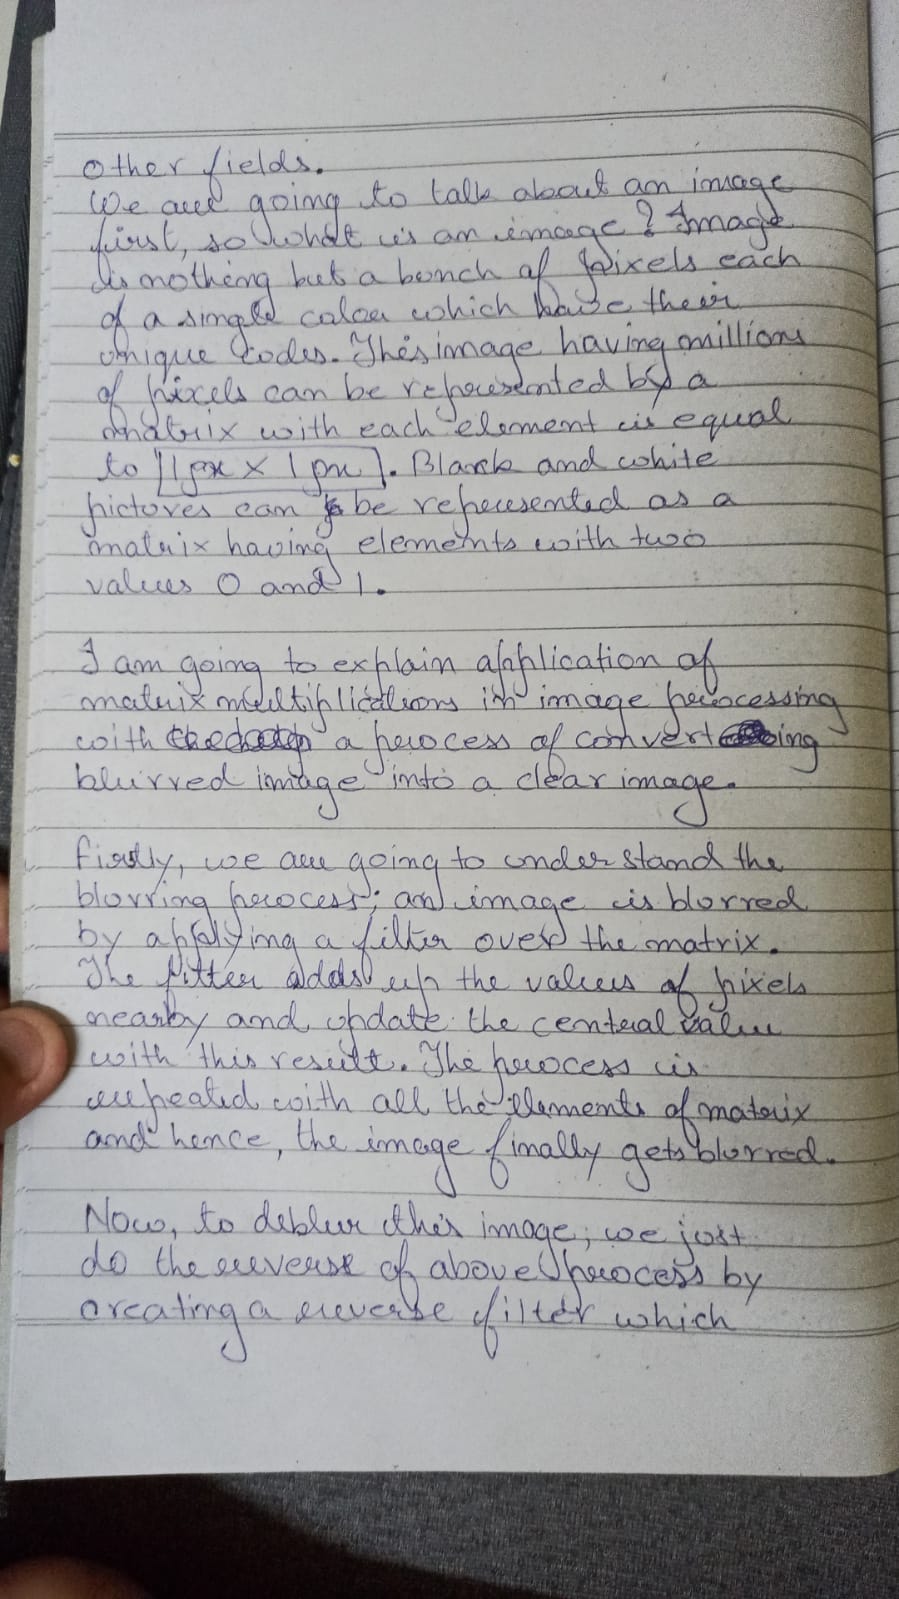 Other fields.
We are going to talk about an image
first, so what is an image? Image
is nothing but a bunch of pixels each
of a single color which have their
unique codes. This image having millions
of pixels can be represented by a
matrix with each element is equal
to [1px × 1px]. Black and white
pictures can be represented as a
matrix having elements with two
values 0 and 1.
I am going to explain application of
matrix multiplications in image processing
with a process of converting
blurred image into a clear image.
Firstly, we are going to understand the
blurring process; an image is blurred
by applying a filter over the matrix.
The filter adds up the values of pixels
nearby and update the central value
with this result. The process is
repeated with all the elements of matrix
and hence, the image finally gets blurred.
Now, to deblur this image, we just
do the reverse of above process by
creating a reverse filter which